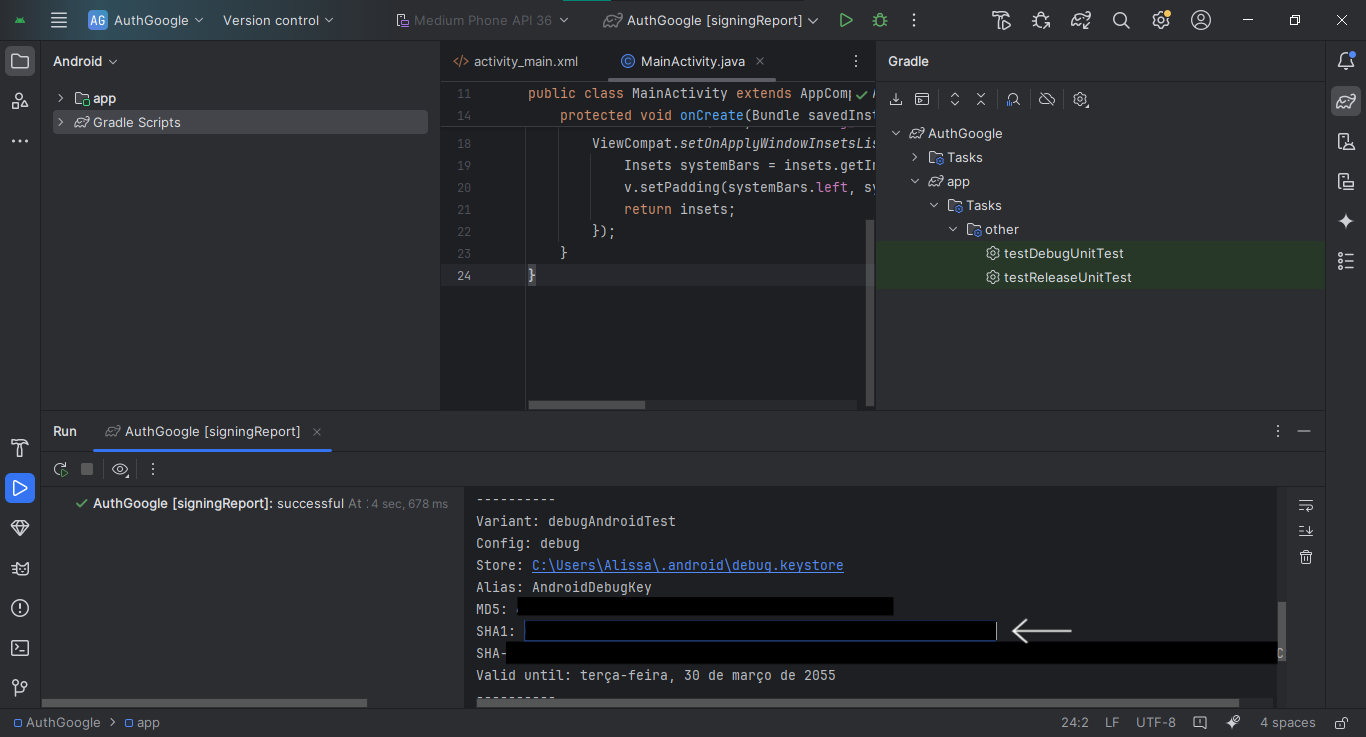 AG AuthGoogle Version control Medium Phone API 36 AuthGoogle [signingReport]
Android
app
Gradle Scripts
activity_main.xml MainActivity.java
11 public class MainActivity extends AppComp
14 protected void onCreate(Bundle savedInst
18 ViewCompat.setOnApplyWindowInsetsLis
19 Insets systemBars = insets.getIn
20 v.setPadding(systemBars.left, sy
21 return insets;
22 });
23 }
24 }
Gradle
AuthGoogle
Tasks
app
Tasks
other
testDebugUnitTest
testReleaseUnitTest
Run AuthGoogle [signingReport]
AuthGoogle [signingReport]: successful At 4 sec, 678 ms
----------
Variant: debugAndroidTest
Config: debug
Store: C:\Users\Alissa\.android\debug.keystore
Alias: AndroidDebugKey
MD5:
SHA1:
SHA-
Valid until: terça-feira, 30 de março de 2055
----------
AuthGoogle > app 24:2 LF UTF-8 4 spaces